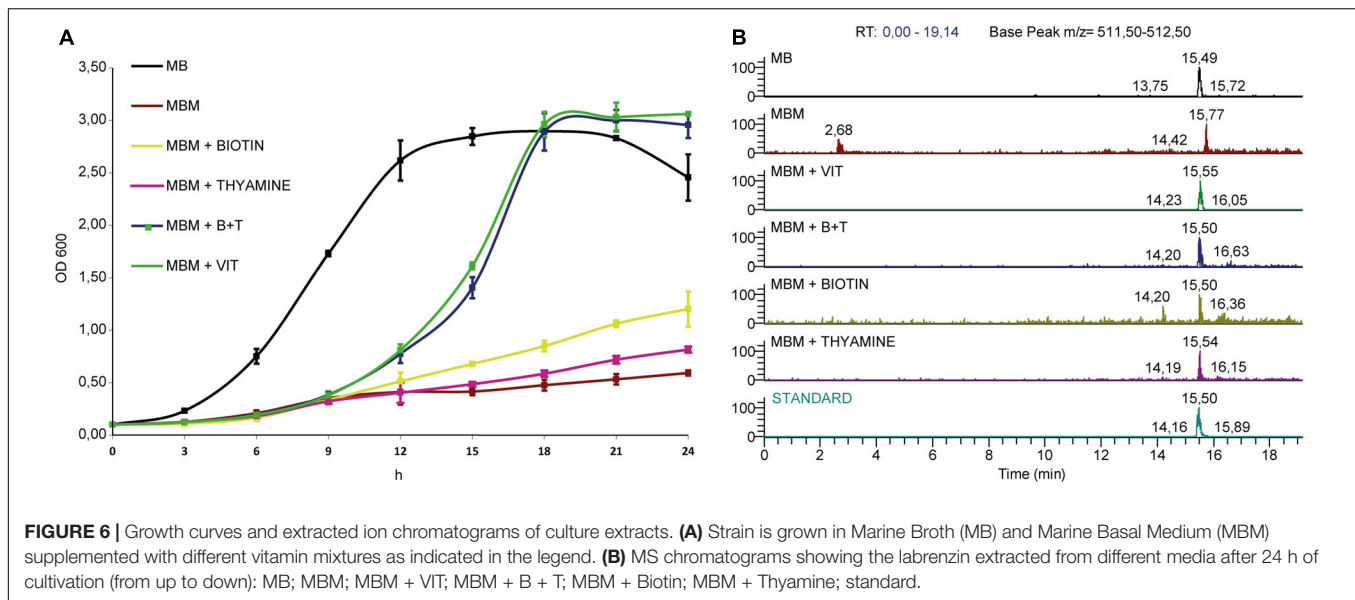 A
3,50
3,00
2,50
2,00
1,50
1,00
0,50
0,00
OD 600
MB
MBM
MBM + BIOTIN
MBM + THYAMINE
MBM + B+T
MBM + VIT
0 3 6 9 12 15 18 21 24
h
B
RT: 0,00 - 19,14 Base Peak m/z= 511,50-512,50
MB
15,49
13,75 15,72
100
0
MBM
15,77
2,68
14,42
100
0
MBM + VIT
15,55
14,23 16,05
100
0
MBM + B+T
15,50
14,20 16,63
100
0
MBM + BIOTIN
15,50
14,20 16,36
100
0
MBM + THYAMINE
15,54
14,19 16,15
100
0
STANDARD
15,50
14,16 15,89
100
0
0 2 4 6 8 10 12 14 16 18
Time (min)
FIGURE 6 | Growth curves and extracted ion chromatograms of culture extracts. (A) Strain is grown in Marine Broth (MB) and Marine Basal Medium (MBM)
supplemented with different vitamin mixtures as indicated in the legend. (B) MS chromatograms showing the labrenzin extracted from different media after 24 h of
cultivation (from up to down): MB; MBM; MBM + VIT; MBM + B + T; MBM + Biotin; MBM + Thyamine; standard.